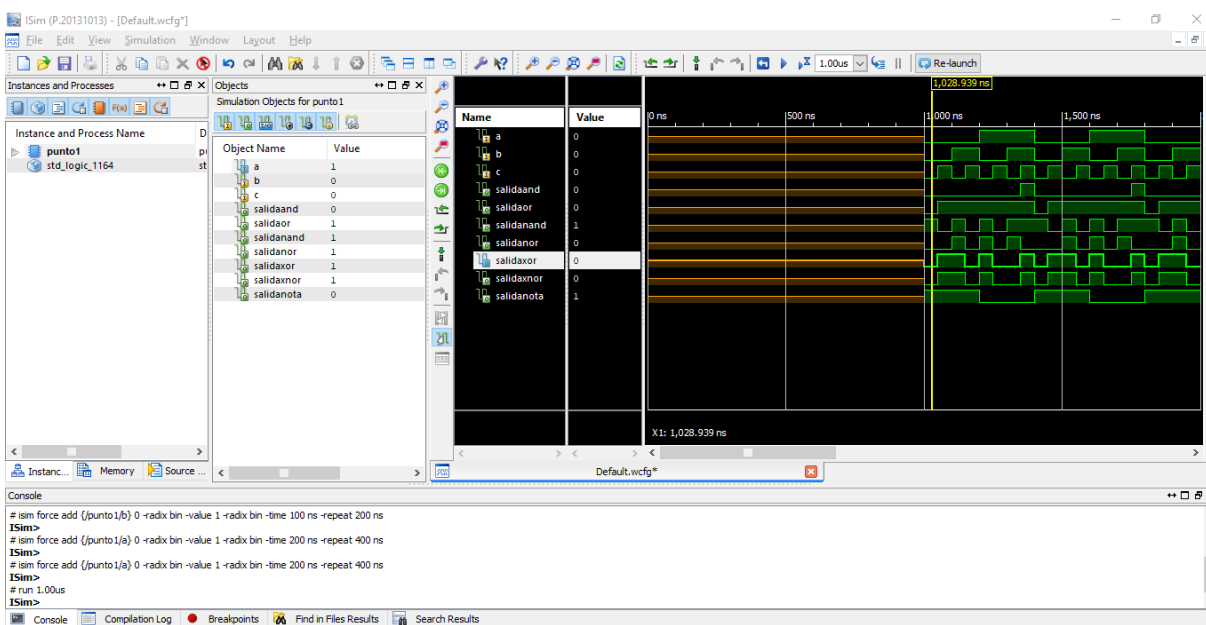 ISim (P.20131013) - [Default.wcfg*]
File Edit View Simulation Window Layout Help
1.00us
Re-launch
Instances and Processes
Instance and Process Name D
punto1 p
std_logic_1164 st
Instanc... Memory Source ...
Objects
Simulation Objects for punto1
Object Name Value
a 1
b 0
c 0
salidaand 0
salidaor 1
salidanand 1
salidanor 1
salidaxor 1
salidaxnor 1
salidanota 0
Name Value
a 0
b 0
c 0
salidaand 0
salidaor 0
salidanand 1
salidanor 0
salidaxor 0
salidaxnor 0
salidanota 1
1,028.939 ns
0 ns 500 ns 1,000 ns 1,500 ns
X1: 1,028.939 ns
Default.wcfg*
Console
# isim force add {/punto1/b} 0 -radix bin -value 1 -radix bin -time 100 ns -repeat 200 ns
ISim>
# isim force add {/punto1/a} 0 -radix bin -value 1 -radix bin -time 200 ns -repeat 400 ns
ISim>
# isim force add {/punto1/a} 0 -radix bin -value 1 -radix bin -time 200 ns -repeat 400 ns
ISim>
# run 1.00us
ISim>
Console Compilation Log Breakpoints Find in Files Results Search Results